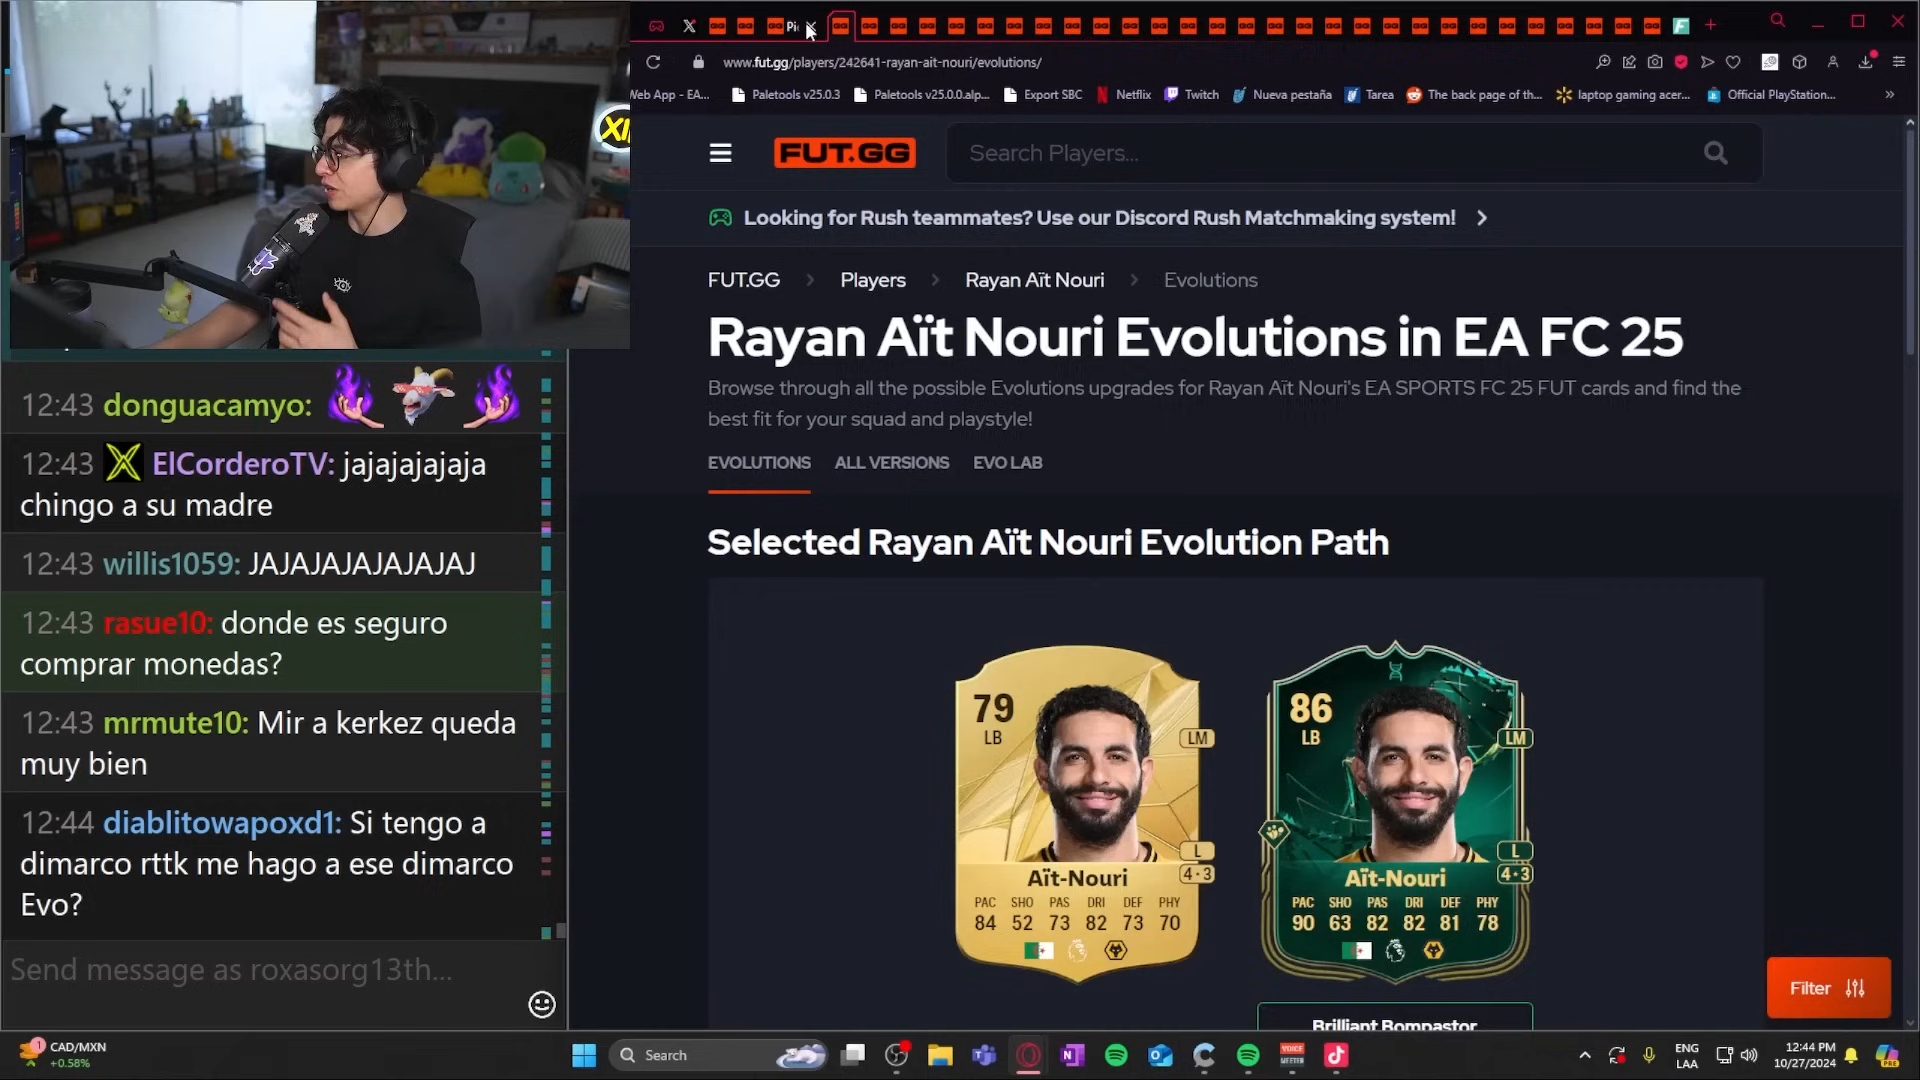 XI
www.fut.gg/players/242641-rayan-ait-nouri/evolutions/
Web App - EA... Paletools v25.0.3 Paletools v25.0.0.alp... Export SBC Netflix Twitch Nueva pestaña Tarea The back page of th... laptop gaming acer... Official PlayStation... »
FUT.GG Search Players...
Looking for Rush teammates? Use our Discord Rush Matchmaking system!
FUT.GG Players Rayan Aït Nouri Evolutions
Rayan Aït Nouri Evolutions in EA FC 25
Browse through all the possible Evolutions upgrades for Rayan Aït Nouri's EA SPORTS FC 25 FUT cards and find the
best fit for your squad and playstyle!
EVOLUTIONS ALL VERSIONS EVO LAB
Selected Rayan Aït Nouri Evolution Path
79
LB
LM
L
4·3
Aït-Nouri
PAC SHO PAS DRI DEF PHY
84 52 73 82 73 70
86
LB
LM
L
4·3
Aït-Nouri
PAC SHO PAS DRI DEF PHY
90 63 82 82 81 78
Brilliant Bompastor
Filter
12:43 donguacamyo:
12:43 ElCorderoTV: jajajajajaja
chingo a su madre
12:43 willis1059: JAJAJAJAJAJAJ
12:43 rasue10: donde es seguro
comprar monedas?
12:43 mrmute10: Mir a kerkez queda
muy bien
12:44 diablitowapoxd1: Si tengo a
dimarco rttk me hago a ese dimarco
Evo?
Send message as roxasorg13th...
1 CAD/MXN
+0.58%
Search
VOICE
MEETER
ENG
LAA
12:44 PM
10/27/2024
PRE